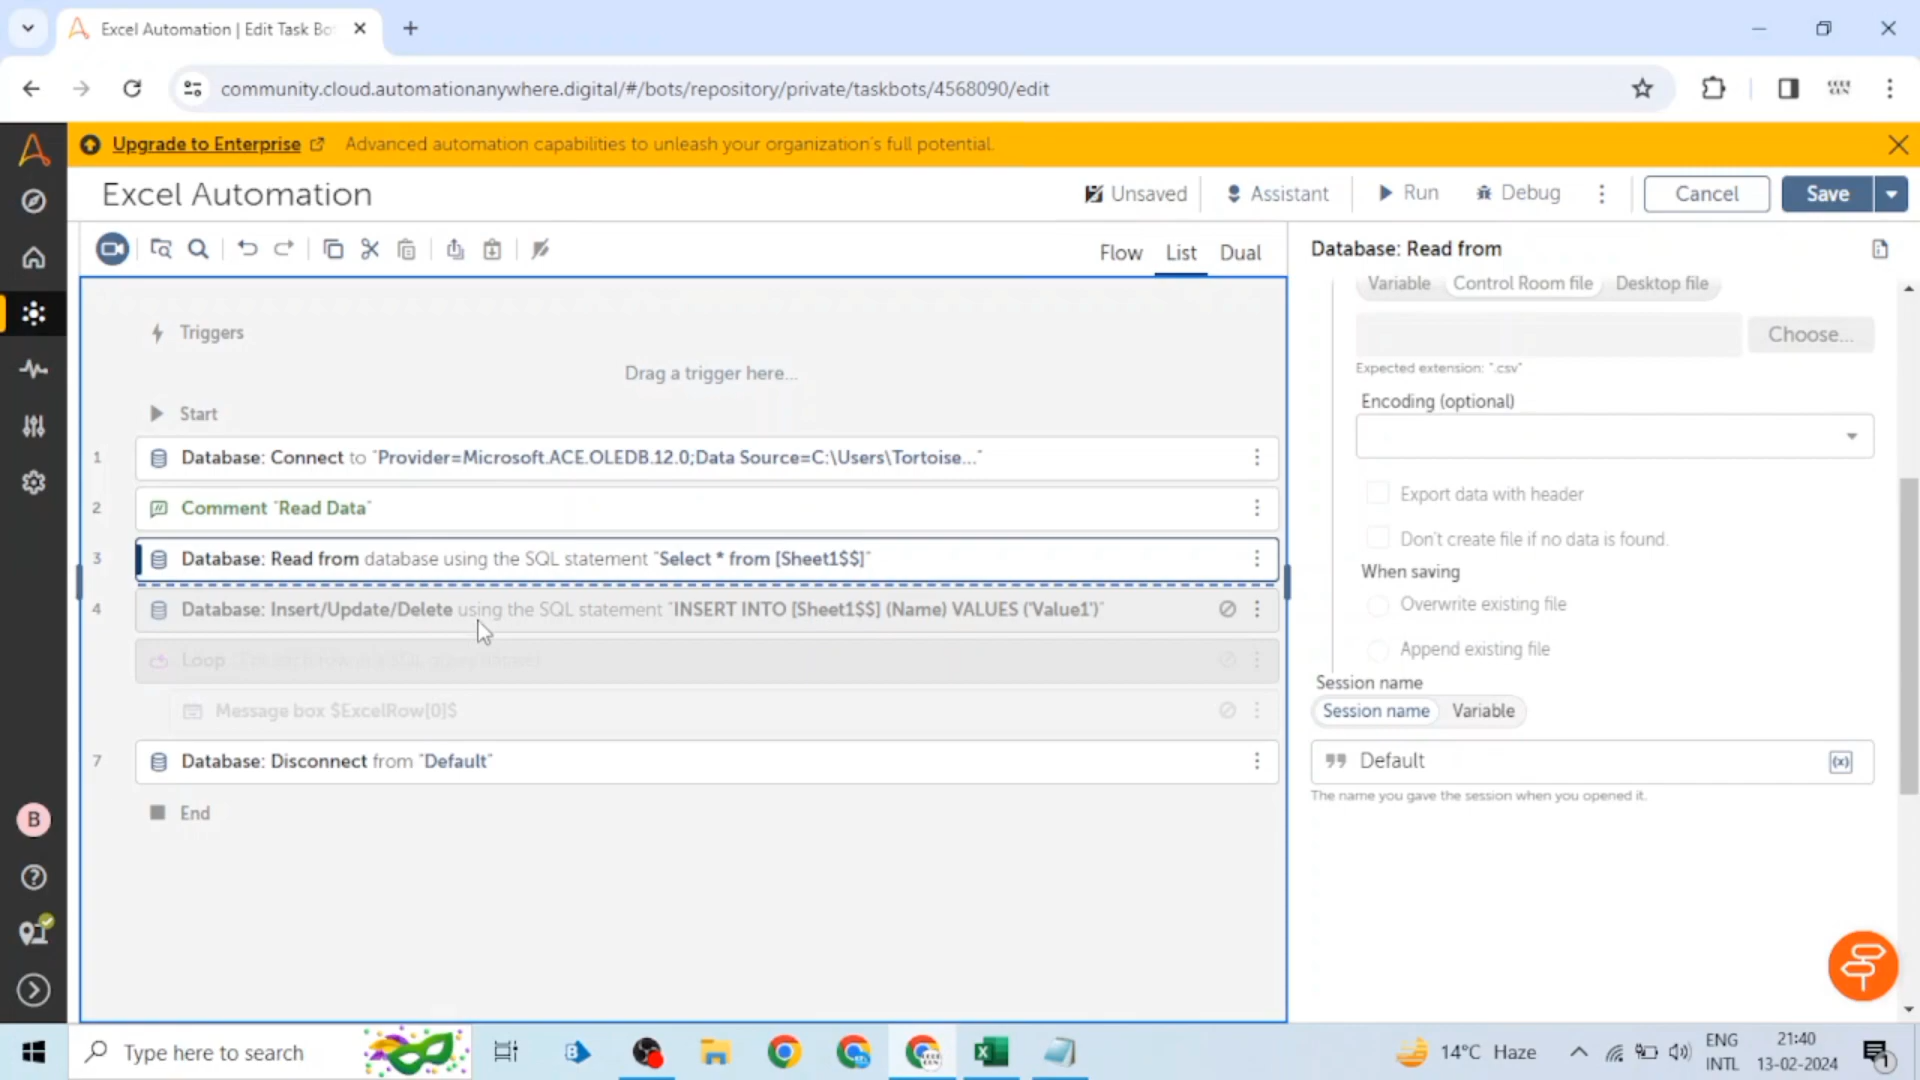 Excel Automation | Edit Task Bo
community.cloud.automationanywhere.digital/#/bots/repository/private/taskbots/4568090/edit
Upgrade to Enterprise Advanced automation capabilities to unleash your organization's full potential.
Excel Automation
Unsaved Assistant Run Debug Cancel Save
Flow List Dual
Database: Read from
Variable Control Room file Desktop file
Choose...
Expected extension: ".csv"
Encoding (optional)
Export data with header
Don't create file if no data is found.
When saving
Overwrite existing file
Append existing file
Session name
Session name Variable
Default
The name you gave the session when you opened it.
Triggers
Drag a trigger here...
Start
1 Database: Connect to "Provider=Microsoft.ACE.OLEDB.12.0;Data Source=C:\Users\Tortoise..."
2 Comment "Read Data"
3 Database: Read from database using the SQL statement "Select * from [Sheet1$$]"
4 Database: Insert/Update/Delete using the SQL statement "INSERT INTO [Sheet1$$] (Name) VALUES ('Value1')"
Loop
Message box $ExcelRow[0]$
7 Database: Disconnect from "Default"
End
B
Type here to search
14°C Haze
ENG
INTL
21:40
13-02-2024
1